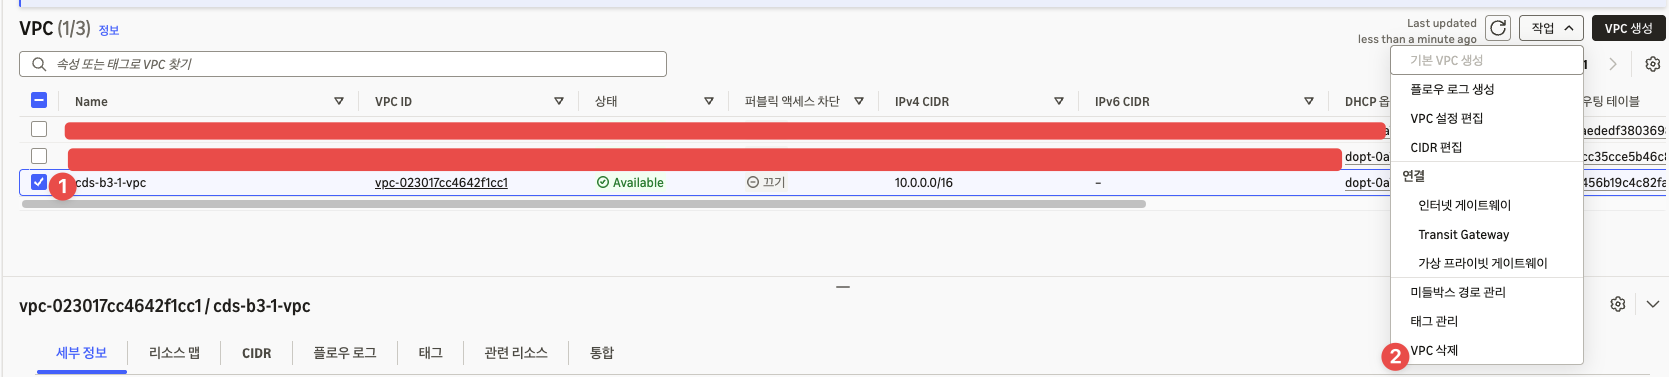 VPC (1/3) 정보
Last updated
less than a minute ago
작업
VPC 생성
속성 또는 태그로 VPC 찾기
기본 VPC 생성
1
Name
VPC ID
상태
퍼블릭 액세스 차단
IPv4 CIDR
IPv6 CIDR
DHCP 옵
우팅 테이블
플로우 로그 생성
VPC 설정 편집
CIDR 편집
연결
인터넷 게이트웨이
Transit Gateway
가상 프라이빗 게이트웨이
미들박스 경로 관리
태그 관리
2 VPC 삭제
dopt-0a
cc35cce5b46c8
1 cds-b3-1-vpc
vpc-023017cc4642f1cc1
Available
끄기
10.0.0.0/16
–
dopt-0a
456b19c4c82fa
vpc-023017cc4642f1cc1 / cds-b3-1-vpc
세부 정보
리소스 맵
CIDR
플로우 로그
태그
관련 리소스
통합